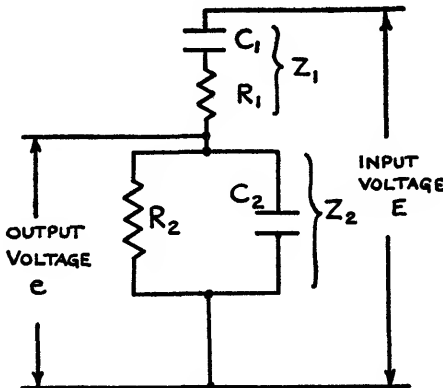 C₁
Z₁
R₁
INPUT
VOLTAGE
E
R₂
C₂
Z₂
OUTPUT
VOLTAGE
e